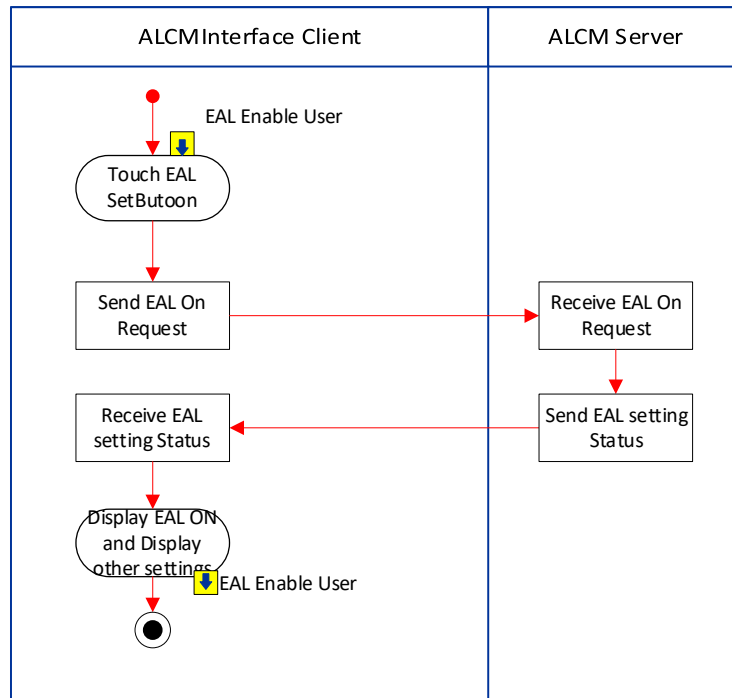 ALCMInterface Client
ALCM Server
EAL Enable User
Touch EAL
SetButoon
Send EAL On
Request
Receive EAL On
Request
Receive EAL
setting Status
Send EAL setting
Status
Display EAL ON
and Display
other settings
EAL Enable User